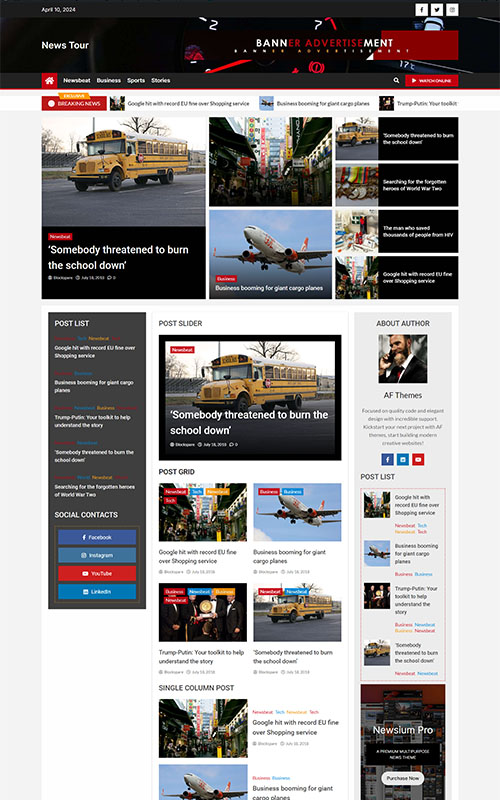 April 10, 2024
News Tour
BANNER ADVERTISEMENT
BANNER ADVERTISEMENT
Newsbeat Business Sports Stories
WATCH ONLINE
EXCLUSIVE
BREAKING NEWS
Google hit with record EU fine over Shopping service
Business booming for giant cargo planes
Trump-Putin: Your toolkit
Newsbeat
‘Somebody threatened to burn
the school down’
Blockspare July 18, 2018 0
Business
Business booming for giant cargo planes
'Somebody threatened to burn
the school down'
Searching for the forgotten
heroes of World War Two
The man who saved
thousands of people from HIV
Google hit with record EU fine
over Shopping service
POST LIST
Tech
Google hit with record EU fine over
Shopping service
Business
Business booming for giant cargo
planes
Newsbeat Business
Trump-Putin: Your toolkit to help
understand the story
Newsbeat
'Somebody threatened to burn the
school down'
Newsbeat
Searching for the forgotten heroes
of World War Two
SOCIAL CONTACTS
Facebook
Instagram
YouTube
LinkedIn
POST SLIDER
Newsbeat
‘Somebody threatened to burn the
school down’
Blockspare July 18, 2018 0
POST GRID
Newsbeat Tech Newsbeat
Tech
Google hit with record EU fine
over Shopping service
Blockspare July 18, 2018
Business Business
Business booming for giant
cargo planes
Blockspare July 18, 2018
Business Newsbeat Business
Newsbeat
Trump-Putin: Your toolkit to help
understand the story
Blockspare July 18, 2018
Newsbeat Newsbeat
'Somebody threatened to burn
the school down'
Blockspare July 18, 2018
SINGLE COLUMN POST
Newsbeat Tech Newsbeat Tech
Google hit with record EU fine
over Shopping service
Blockspare July 18, 2018
Business Business
Business booming for giant
cargo planes
ABOUT AUTHOR
AF Themes
Focused on quality code and elegant
design with incredible support.
Kickstart your next project with AF
themes, start building modern
creative websites!
POST LIST
Google hit with
record EU fine over
Shopping service
Newsbeat Tech
Newsbeat Tech
Business booming
for giant cargo
planes
Business Business
Trump-Putin: Your
toolkit to help
understand the
story
Business Newsbeat
Business Newsbeat
'Somebody
threatened to burn
the school down'
Newsbeat Newsbeat
Newsium Pro
A PREMIUM MULTIPURPOSE
NEWS THEME
Purchase Now